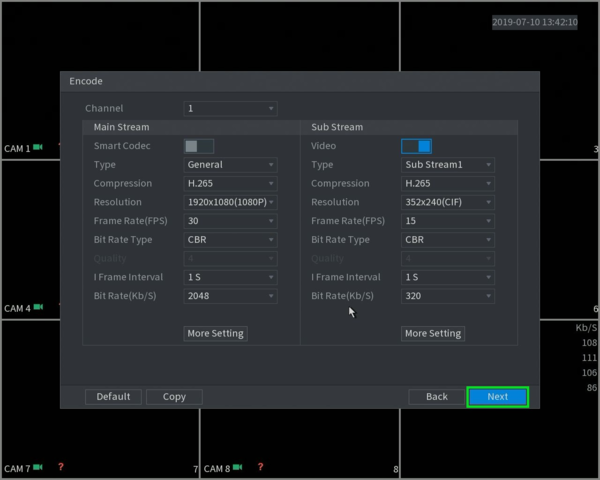 2019-07-10 13:42:10
Encode
Channel 1
Main Stream Sub Stream
Smart Codec Video
Type General Type Sub Stream1
Compression H.265 Compression H.265
Resolution 1920x1080(1080P) Resolution 352x240(CIF)
Frame Rate(FPS) 30 Frame Rate(FPS) 15
Bit Rate Type CBR Bit Rate Type CBR
Quality 4 Quality 4
I Frame Interval 1 S I Frame Interval 1 S
Bit Rate(Kb/S) 2048 Bit Rate(Kb/S) 320
More Setting More Setting
Default Copy Back Next
CAM 1 3
CAM 4 6
Kb/S
108
111
106
86
CAM 7 ? 7 CAM 8 ? 8